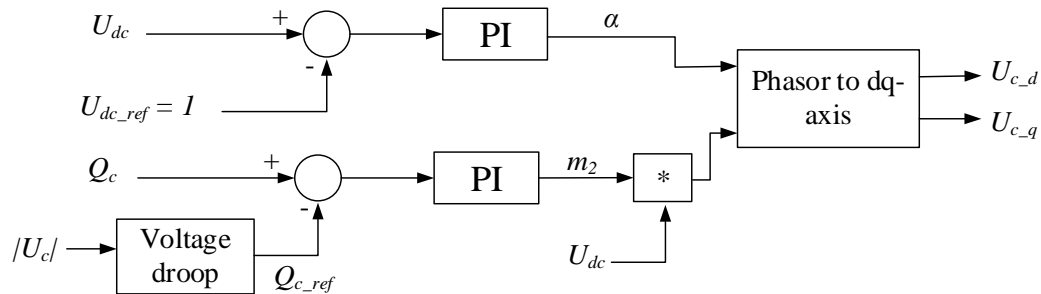 U_dc
+
-
PI
α
U_dc_ref = 1
Phasor to dq-
axis
U_c_d
U_c_q
Q_c
+
-
PI
m_2
*
|U_c|
Voltage
droop
Q_c_ref
U_dc